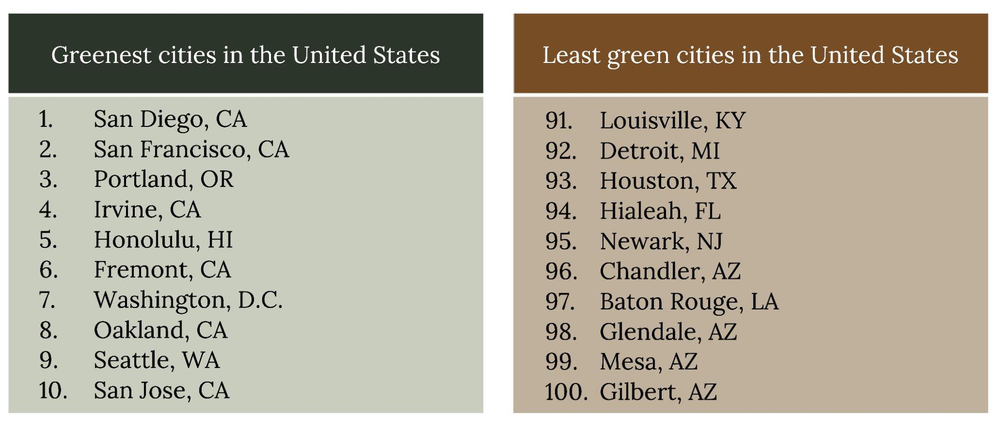 Greenest cities in the United States
1. San Diego, CA
2. San Francisco, CA
3. Portland, OR
4. Irvine, CA
5. Honolulu, HI
6. Fremont, CA
7. Washington, D.C.
8. Oakland, CA
9. Seattle, WA
10. San Jose, CA
Least green cities in the United States
91. Louisville, KY
92. Detroit, MI
93. Houston, TX
94. Hialeah, FL
95. Newark, NJ
96. Chandler, AZ
97. Baton Rouge, LA
98. Glendale, AZ
99. Mesa, AZ
100. Gilbert, AZ